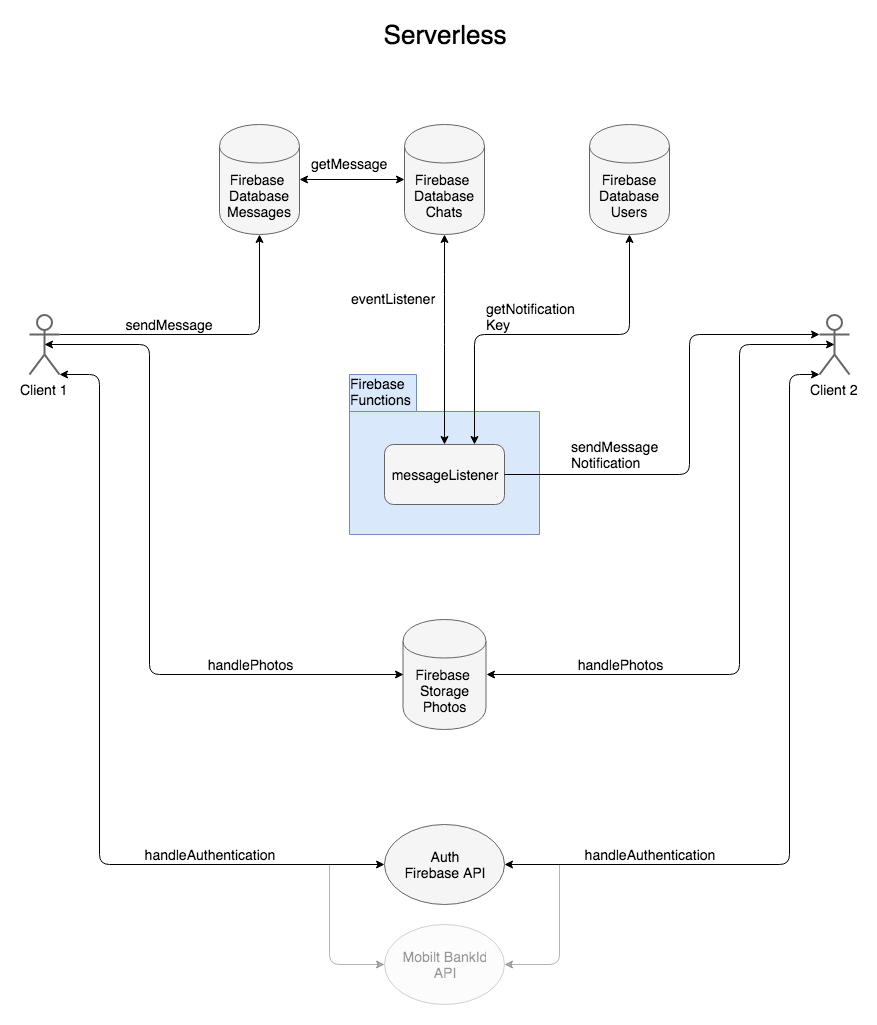 Serverless
getMessage
Firebase
Database
Messages
Firebase
Database
Chats
Firebase
Database
Users
eventListener
getNotification
Key
sendMessage
Client 1
Client 2
Firebase
Functions
messageListener
sendMessage
Notification
handlePhotos
Firebase
Storage
Photos
handlePhotos
handleAuthentication
Auth
Firebase API
handleAuthentication
Mobilt BankId
API